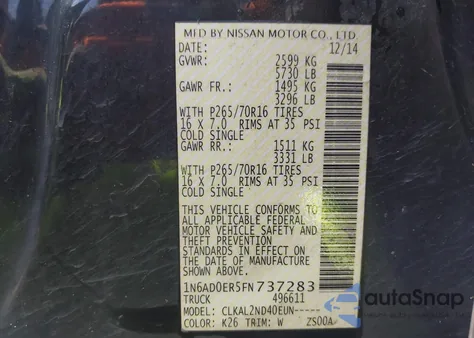 MFD BY NISSAN MOTOR CO., LTD.
DATE: 12/14
GVWR: 2599 KG
5730 LB
GAWR FR.: 1495 KG
3296 LB
WITH P265/70R16 TIRES
16 X 7.0 RIMS AT 35 PSI
COLD SINGLE
GAWR RR.: 1511 KG
3331 LB
WITH P265/70R16 TIRES
16 X 7.0 RIMS AT 35 PSI
COLD SINGLE
THIS VEHICLE CONFORMS TO
ALL APPLICABLE FEDERAL
MOTOR VEHICLE SAFETY AND
THEFT PREVENTION
STANDARDS IN EFFECT ON
THE DATE OF MANUFACTURE
SHOWN ABOVE.
1N6AD0ER5FN737283
TRUCK 496611
MODEL: CLKAL2ND40EUN-----
COLOR: K26 TRIM: W ZS00A
autoSnap